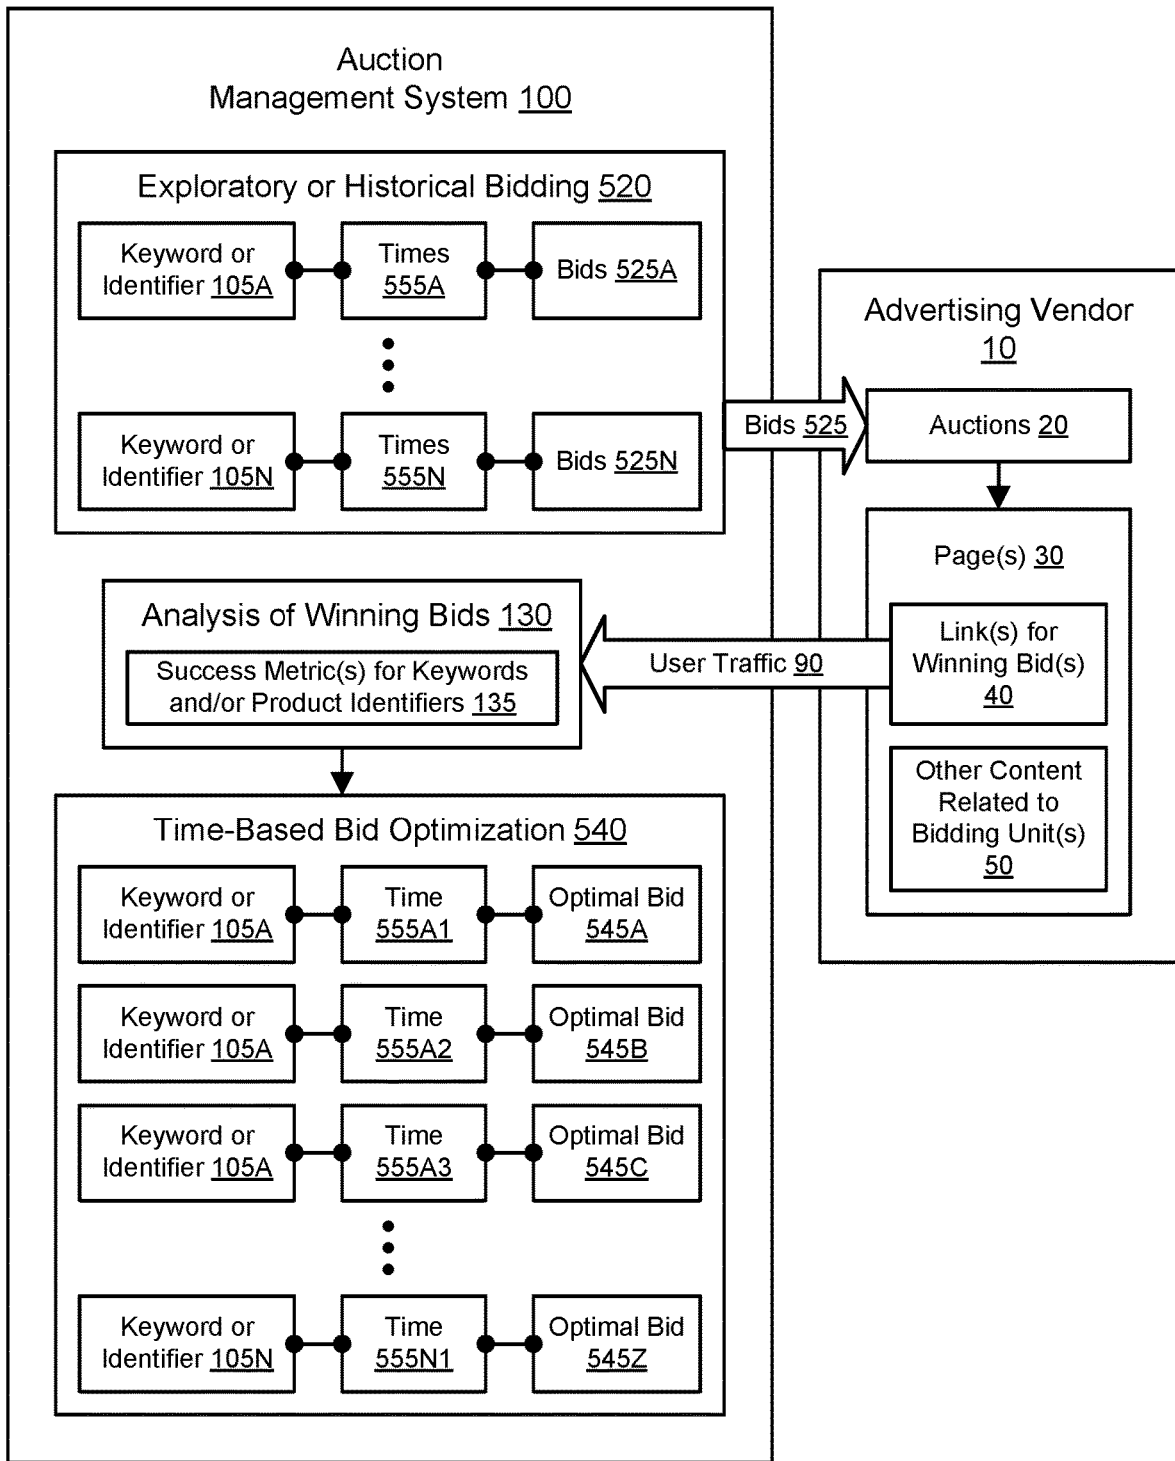 Auction
Management System 100
Exploratory or Historical Bidding 520
Keyword or
Identifier 105A
Times
555A
Bids 525A
Keyword or
Identifier 105N
Times
555N
Bids 525N
Bids 525
Advertising Vendor
10
Auctions 20
Page(s) 30
Link(s) for
Winning Bid(s)
40
Other Content
Related to
Bidding Unit(s)
50
User Traffic 90
Analysis of Winning Bids 130
Success Metric(s) for Keywords
and/or Product Identifiers 135
Time-Based Bid Optimization 540
Keyword or
Identifier 105A
Time
555A1
Optimal Bid
545A
Keyword or
Identifier 105A
Time
555A2
Optimal Bid
545B
Keyword or
Identifier 105A
Time
555A3
Optimal Bid
545C
Keyword or
Identifier 105N
Time
555N1
Optimal Bid
545Z